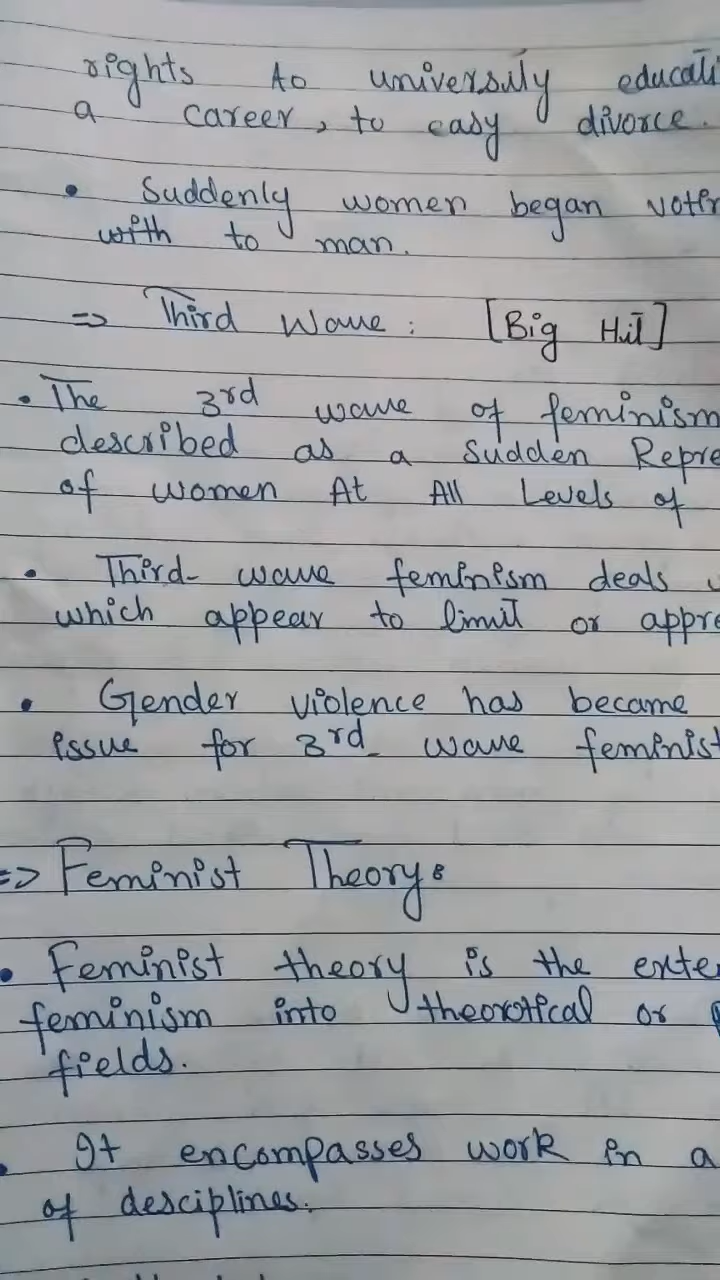 rights to university educati
a career, to easy divorce.
• Suddenly women began voter
with to man.
=> Third Wave : [Big Hit]
• The 3rd wave of feminism
described as a Sudden Repre
of women At All Levels of
• Third- wave feminism deals
which appear to limit or appre
• Gender violence has became
issue for 3rd wave feminist
=> Feminist Theory:
• Feminist theory is the exte
feminism into theorotical or
fields.
• It encompasses work in a
of desciplines.